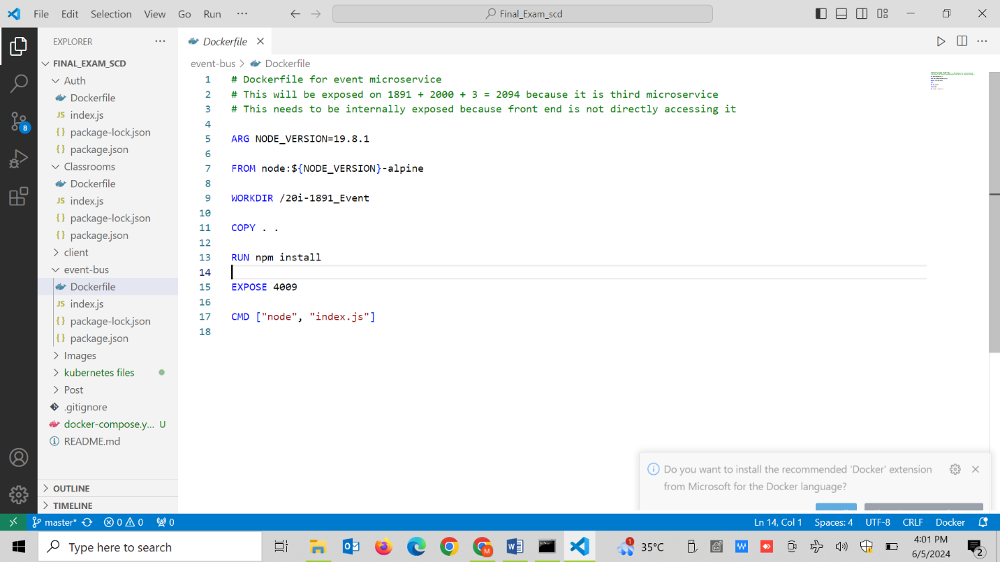 File Edit Selection View Go Run ···
Final_Exam_scd
EXPLORER ···
FINAL_EXAM_SCD
Auth
Dockerfile
JS index.js
{} package-lock.json
{} package.json
Classrooms
Dockerfile
JS index.js
{} package-lock.json
{} package.json
client
event-bus
Dockerfile
JS index.js
{} package-lock.json
{} package.json
Images
kubernetes files
Post
.gitignore
docker-compose.y... U
README.md
OUTLINE
TIMELINE
8
Dockerfile
event-bus > Dockerfile
1 # Dockerfile for event microservice
2 # This will be exposed on 1891 + 2000 + 3 = 2094 because it is third microservice
3 # This needs to be internally exposed because front end is not directly accessing it
4
5 ARG NODE_VERSION=19.8.1
6
7 FROM node:${NODE_VERSION}-alpine
8
9 WORKDIR /20i-1891_Event
10
11 COPY . .
12
13 RUN npm install
14
15 EXPOSE 4009
16
17 CMD ["node", "index.js"]
18
Do you want to install the recommended 'Docker' extension
from Microsoft for the Docker language?
master* 0 0 0 Ln 14, Col 1 Spaces: 4 UTF-8 CRLF Docker
Type here to search
1 35°C
4:01 PM
6/5/2024
2